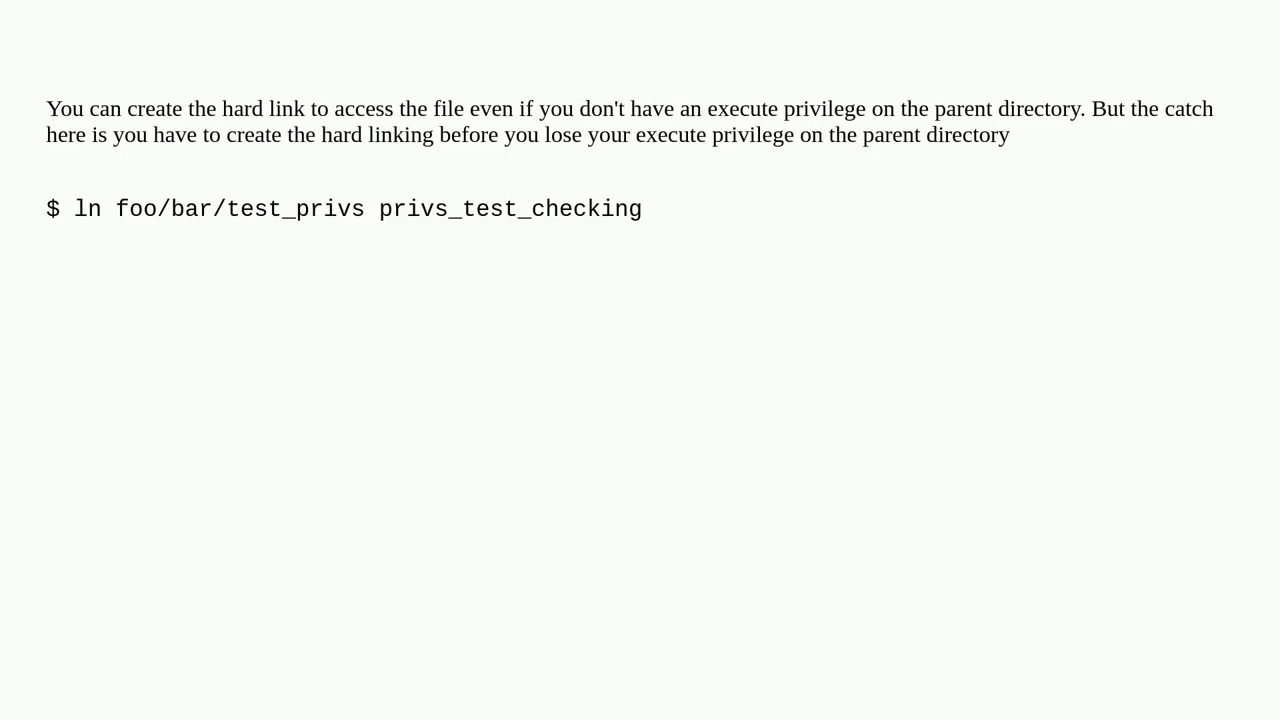 You can create the hard link to access the file even if you don't have an execute privilege on the parent directory. But the catch
here is you have to create the hard linking before you lose your execute privilege on the parent directory
$ ln foo/bar/test_privs privs_test_checking